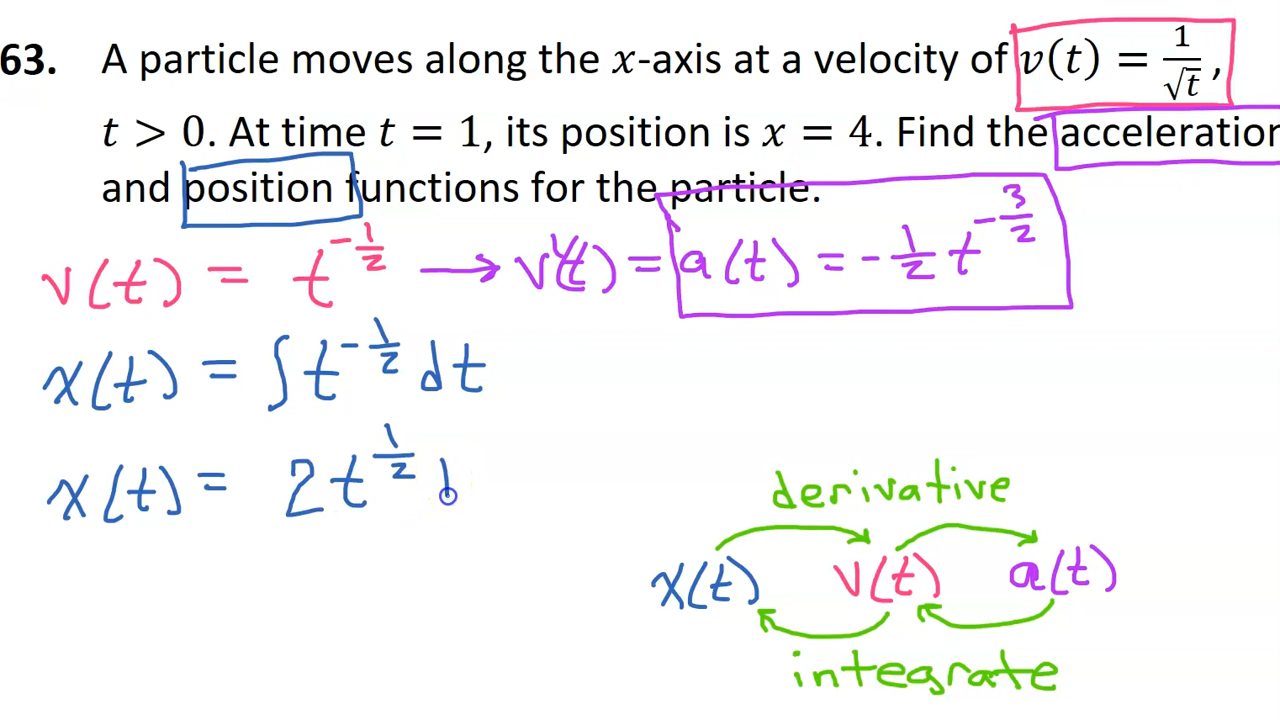 63. A particle moves along the x-axis at a velocity of v(t) = 1/√t,
t > 0. At time t = 1, its position is x = 4. Find the acceleration
and position functions for the particle.
v(t) = t^(-1/2) → v'(t) = a(t) = -1/2 t^(-3/2)
x(t) = ∫ t^(-1/2) dt
x(t) = 2t^(1/2)
derivative
x(t) v(t) a(t)
integrate